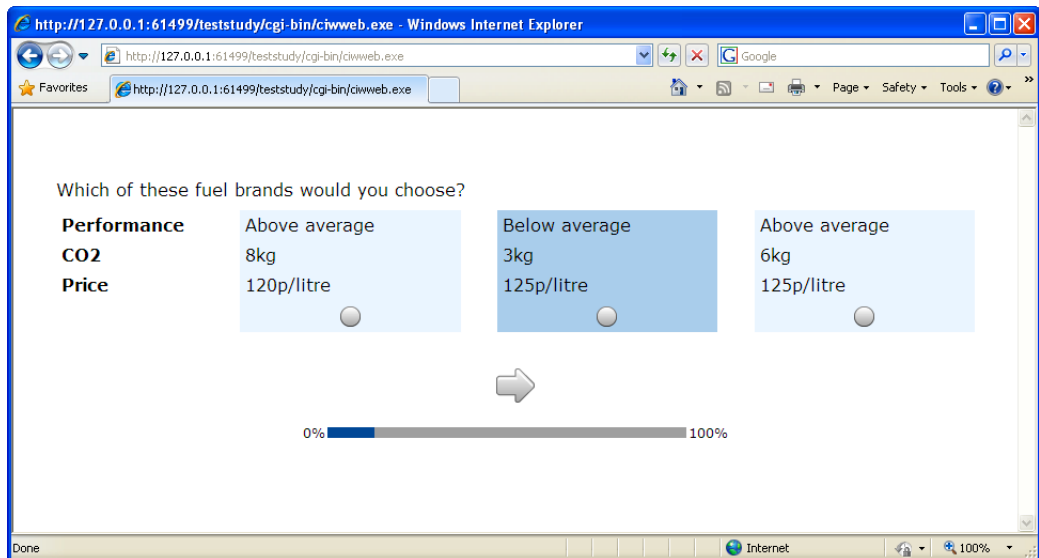 http://127.0.0.1:61499/teststudy/cgi-bin/ciwweb.exe - Windows Internet Explorer
http://127.0.0.1:61499/teststudy/cgi-bin/ciwweb.exe Google
Favorites http://127.0.0.1:61499/teststudy/cgi-bin/ciwweb.exe Page Safety Tools »
Which of these fuel brands would you choose?
Performance Above average Below average Above average
CO2 8kg 3kg 6kg
Price 120p/litre 125p/litre 125p/litre
0% 100%
Done Internet 100%